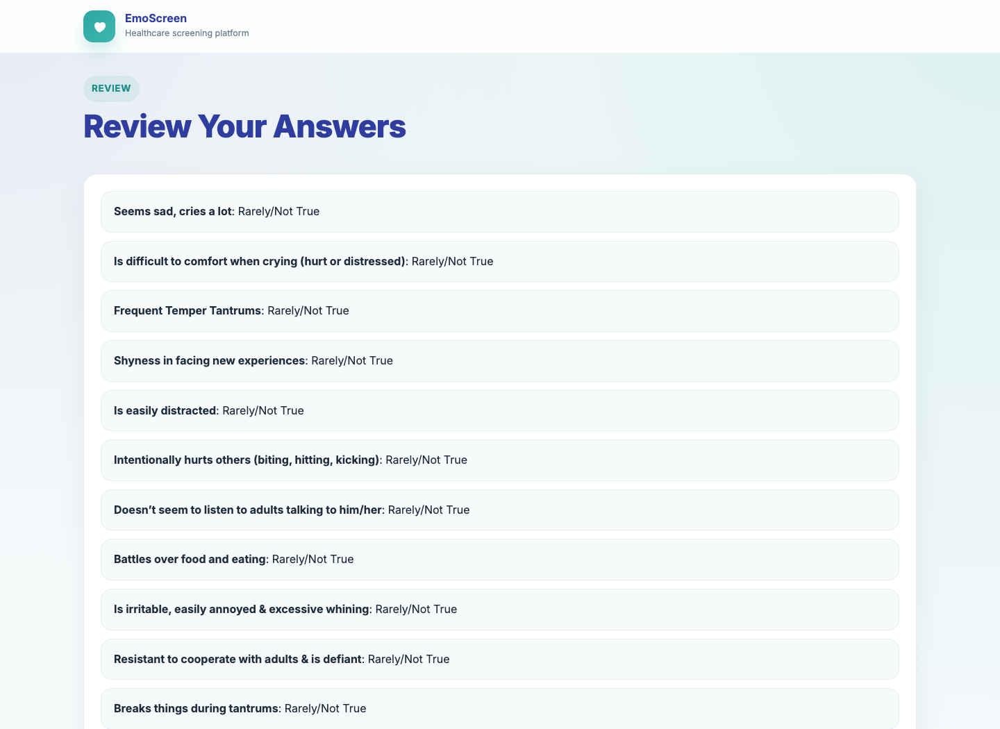 EmoScreen
Healthcare screening platform
REVIEW
Review Your Answers
Seems sad, cries a lot: Rarely/Not True
Is difficult to comfort when crying (hurt or distressed): Rarely/Not True
Frequent Temper Tantrums: Rarely/Not True
Shyness in facing new experiences: Rarely/Not True
Is easily distracted: Rarely/Not True
Intentionally hurts others (biting, hitting, kicking): Rarely/Not True
Doesn’t seem to listen to adults talking to him/her: Rarely/Not True
Battles over food and eating: Rarely/Not True
Is irritable, easily annoyed & excessive whining: Rarely/Not True
Resistant to cooperate with adults & is defiant: Rarely/Not True
Breaks things during tantrums: Rarely/Not True